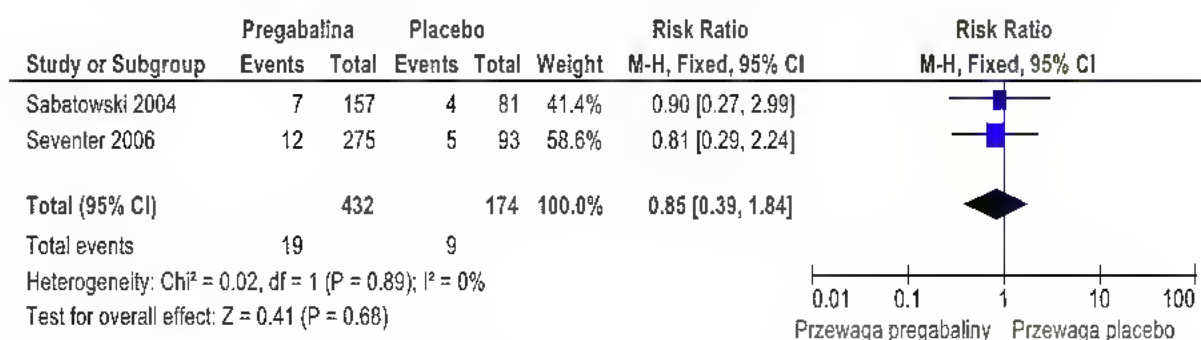 Pregabalina Placebo Risk Ratio Risk Ratio
Study or Subgroup Events Total Events Total Weight M-H, Fixed, 95% CI M-H, Fixed, 95% CI
Sabatowski 2004 7 157 4 81 41.4% 0.90 [0.27, 2.99]
Seventer 2006 12 275 5 93 58.6% 0.81 [0.29, 2.24]
Total (95% CI) 432 174 100.0% 0.85 [0.39, 1.84]
Total events 19 9
Heterogeneity: Chi² = 0.02, df = 1 (P = 0.89); I² = 0%
Test for overall effect: Z = 0.41 (P = 0.68)
0.01 0.1 1 10 100
Przewaga pregabaliny Przewaga placebo